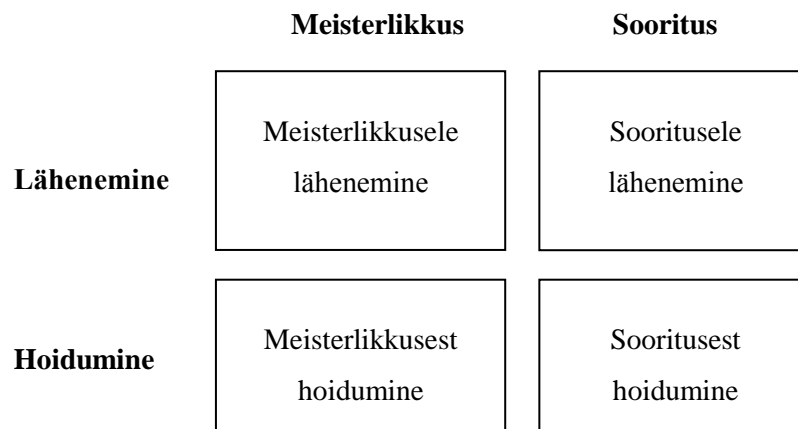 Meisterlikkus Sooritus
Lähenemine
Meisterlikkusele
lähenemine
Sooritusele
lähenemine
Hoidumine
Meisterlikkusest
hoidumine
Sooritusest
hoidumine